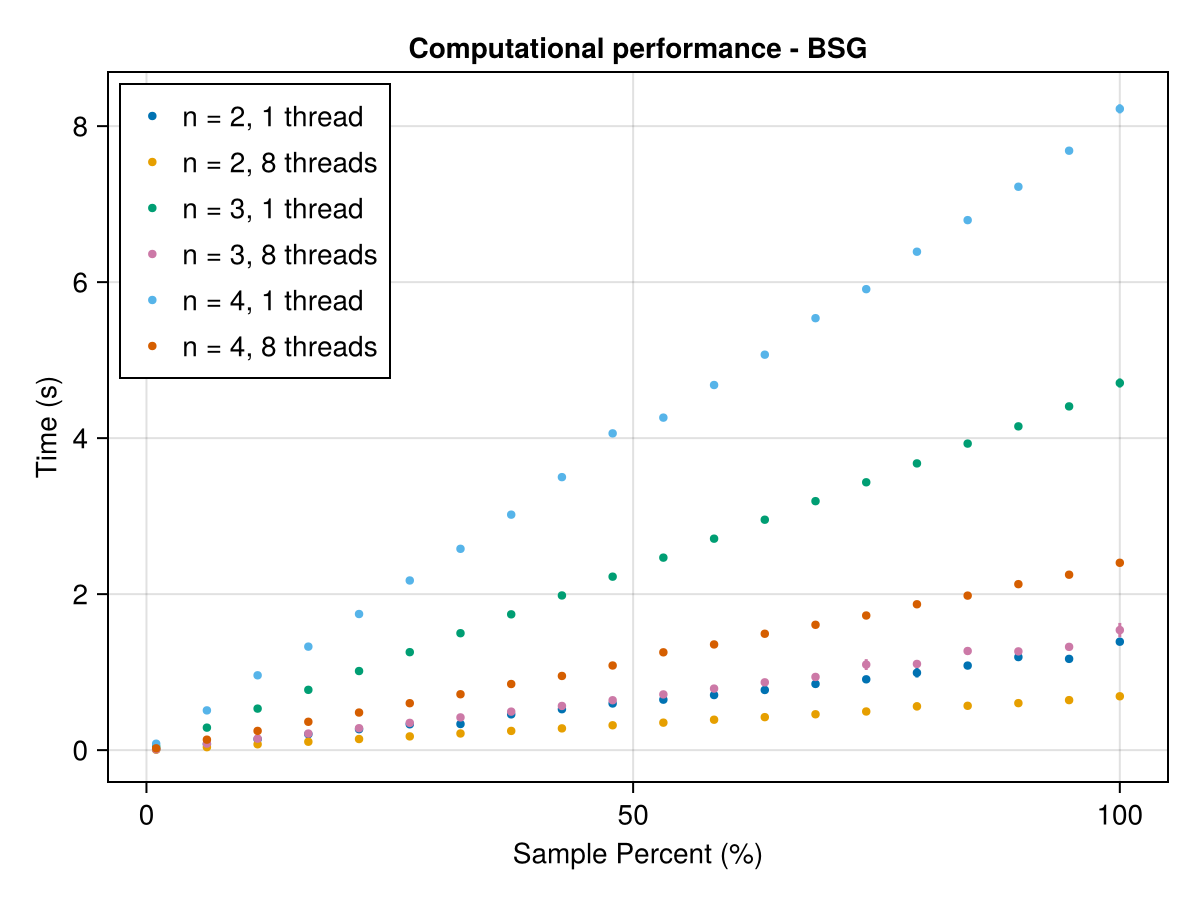 Computational performance - BSG
n = 2, 1 thread
n = 2, 8 threads
n = 3, 1 thread
n = 3, 8 threads
n = 4, 1 thread
n = 4, 8 threads
8
6
4
2
0
Time (s)
0 50 100
Sample Percent (%)